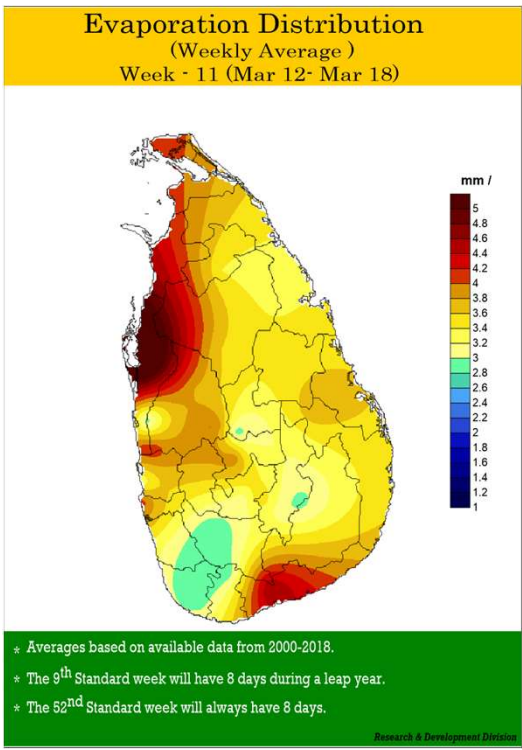 Evaporation Distribution
(Weekly Average )
Week - 11 (Mar 12- Mar 18)
mm /
5
4.8
4.6
4.4
4.2
4
3.8
3.6
3.4
3.2
3
2.8
2.6
2.4
2.2
2
1.8
1.6
1.4
1.2
1
* Averages based on available data from 2000-2018.
* The 9th Standard week will have 8 days during a leap year.
* The 52nd Standard week will always have 8 days.
Research & Development Division